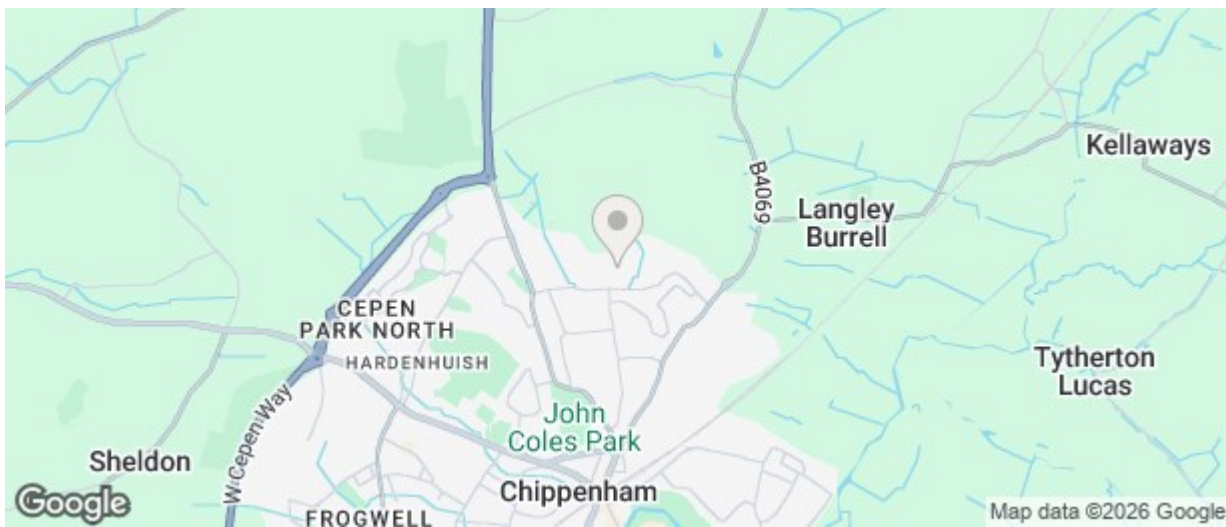 Kellaways
B4069
Langley
Burrell
CEPEN
PARK NORTH
HARDENHUISH
Tytherton
Lucas
W Cepen Way
John
Coles Park
Sheldon
Chippenham
FROGWELL
Google
Map data ©2026 Google